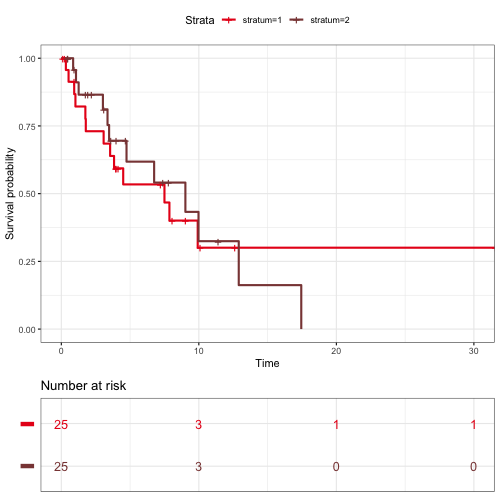 Strata stratum=1 stratum=2
1.00
0.75
0.50
0.25
0.00
Survival probability
0 10 20 30
Time
Number at risk
25 3 1 1
25 3 0 0